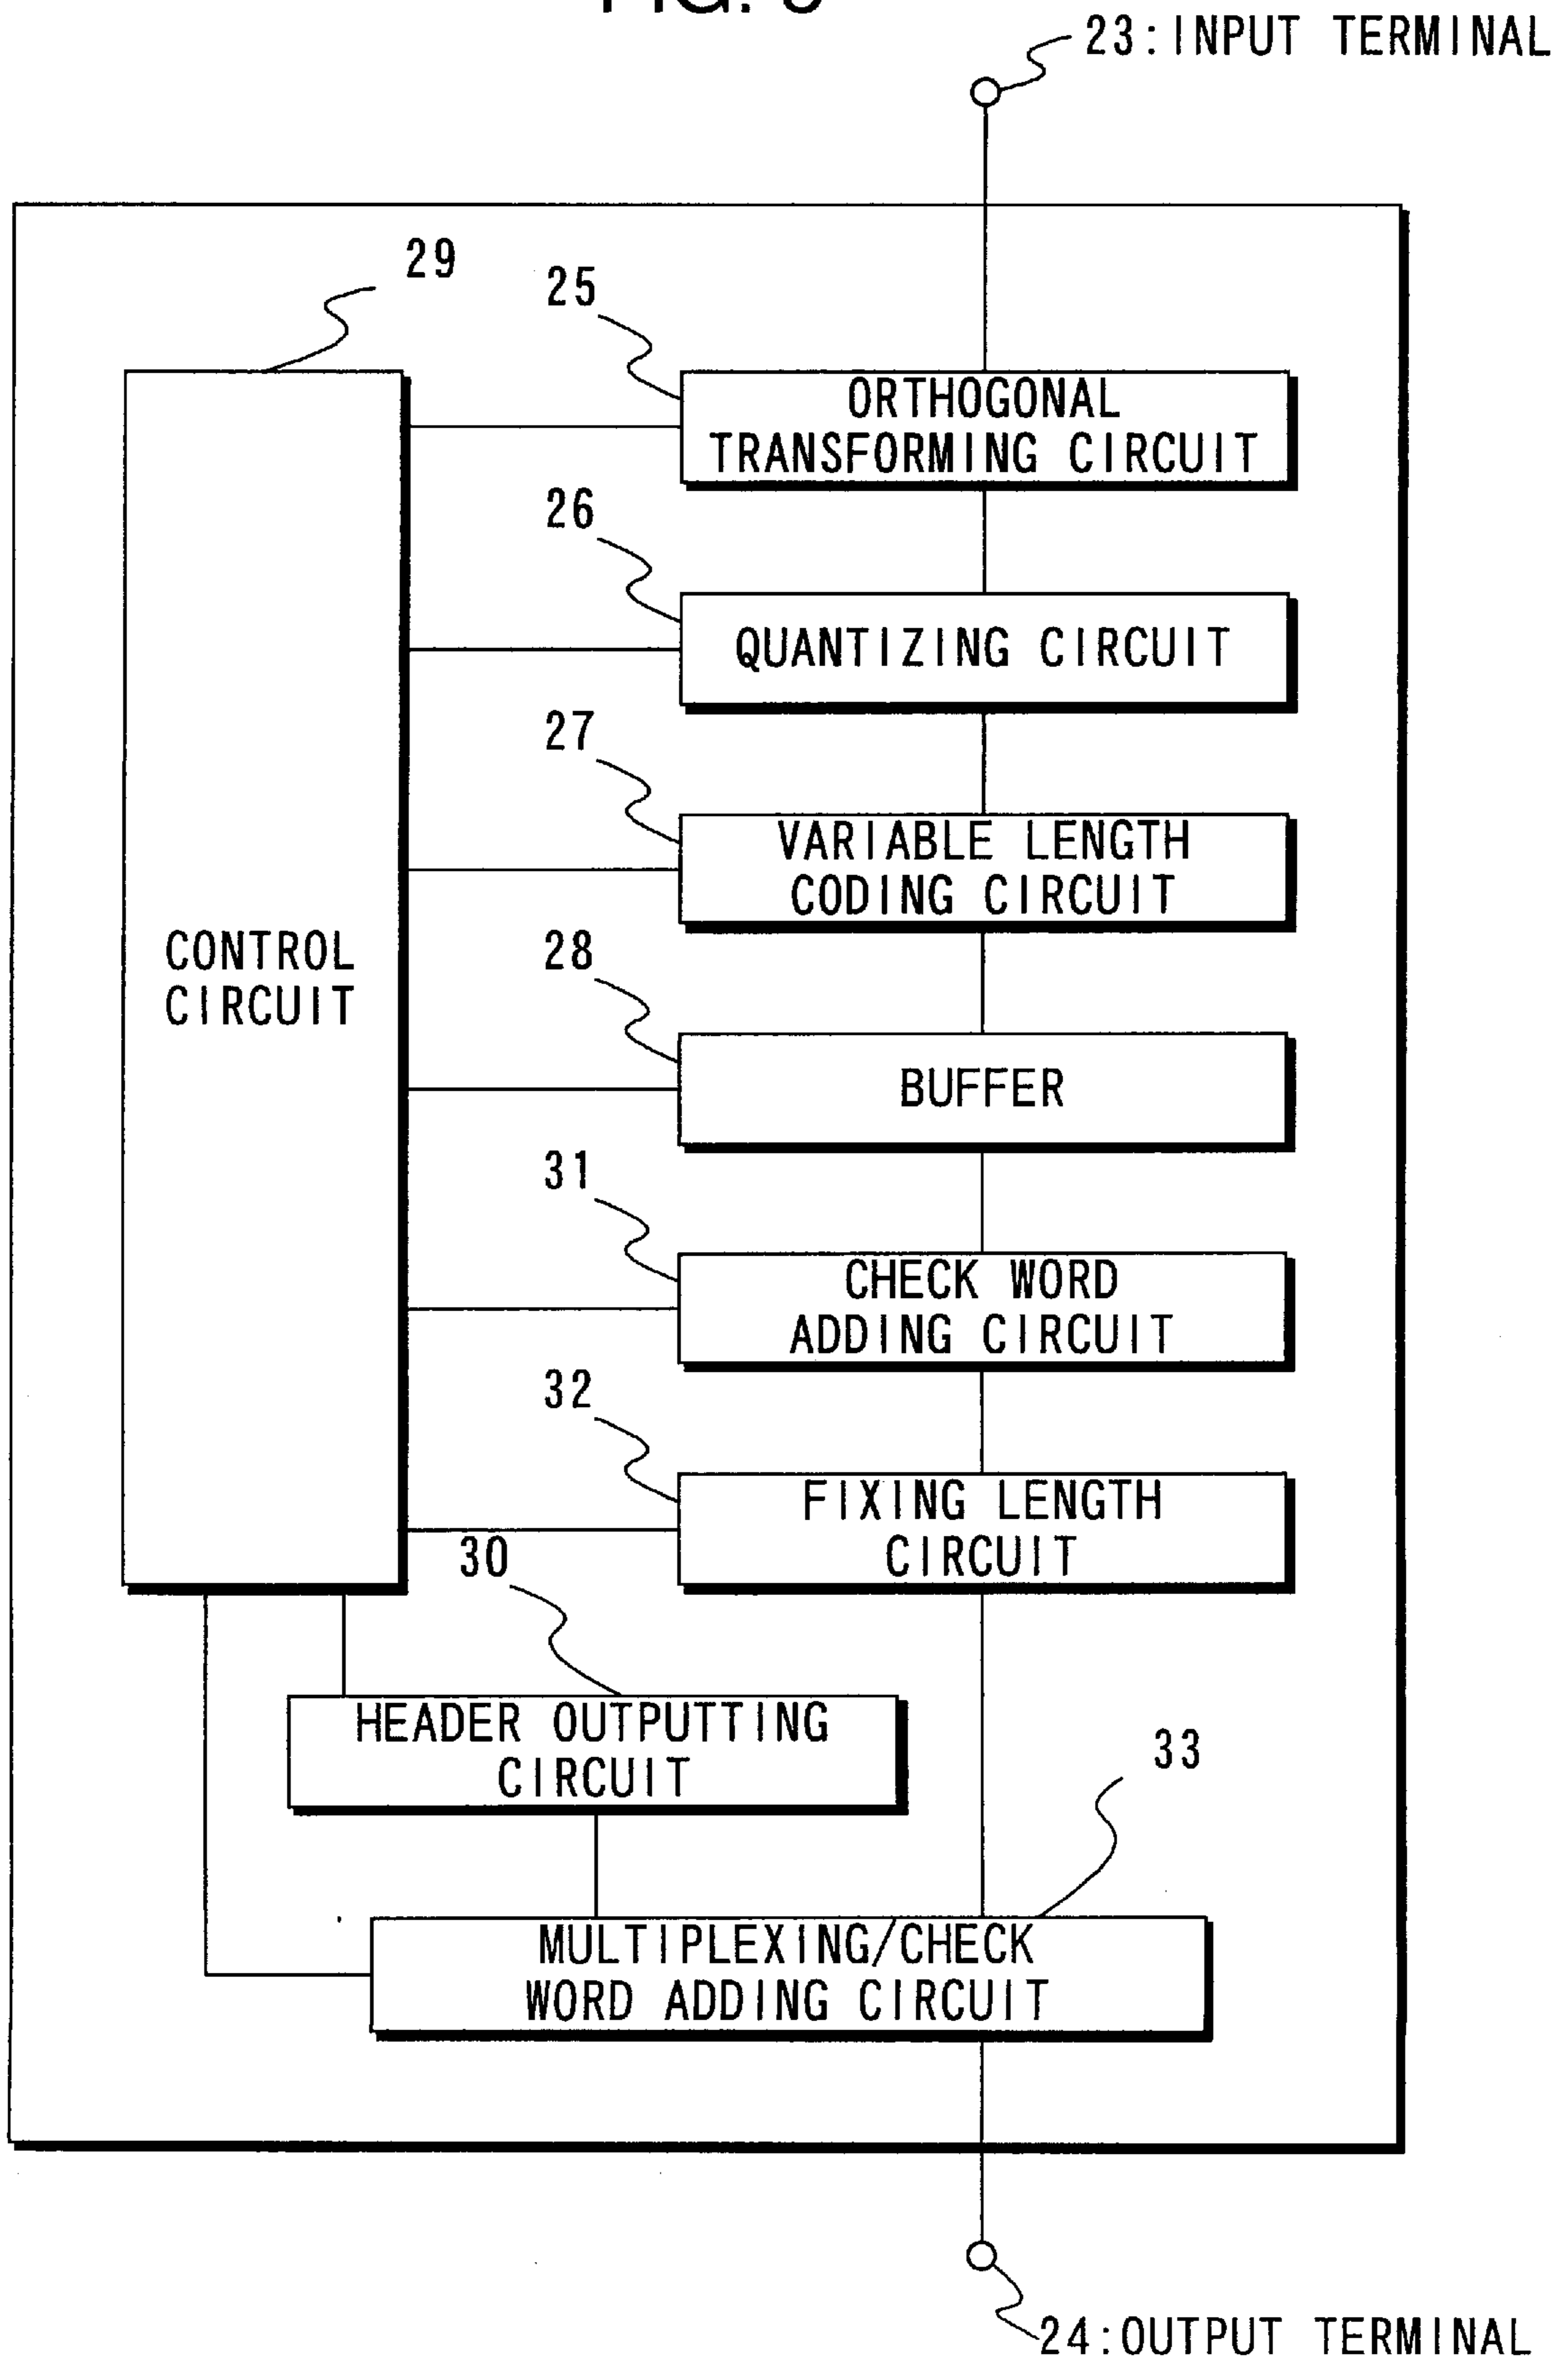 FIG.
23:INPUT TERMINAL
29
25
ORTHOGONAL
TRANSFORMING CIRCUIT
26
QUANTIZING CIRCUIT
27
VARIABLE LENGTH
CODING CIRCUIT
CONTROL
CIRCUIT
28
BUFFER
31
CHECK WORD
ADDING CIRCUIT
32
FIXING LENGTH
CIRCUIT
30
HEADER OUTPUTTING
CIRCUIT
33
MULTIPLEXING/CHECK
WORD ADDING CIRCUIT
24:OUTPUT TERMINAL